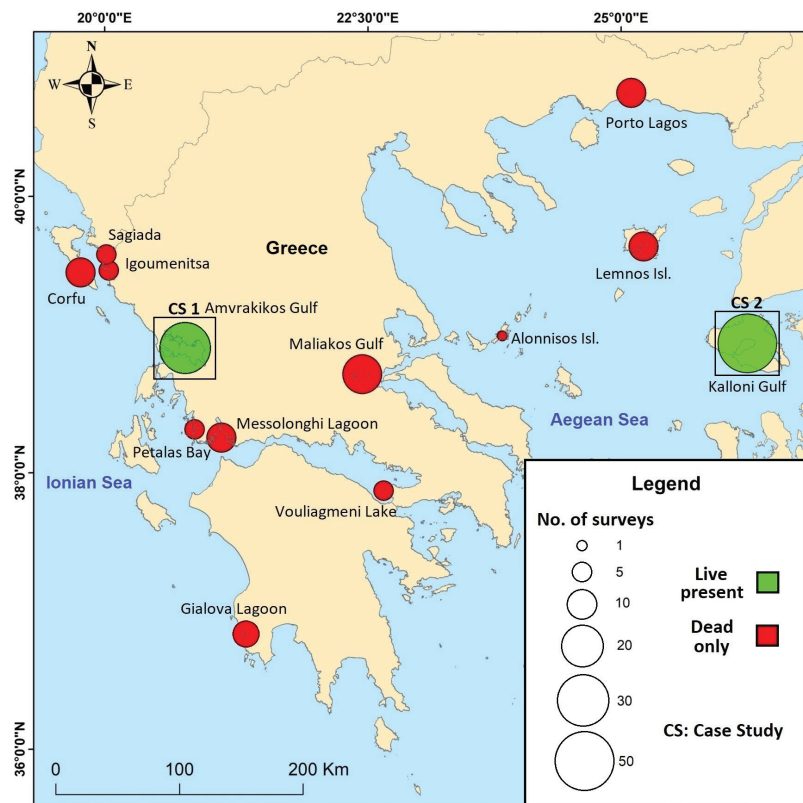 20°0'0"E 22°30'0"E 25°0'0"E
N
W E
S
Porto Lagos
40°0'0"N
Sagiada
Greece
Igoumenitsa
Lemnos Isl.
Corfu
CS 1 Amvrakikos Gulf
CS 2
Maliakos Gulf
Alonnisos Isl.
Kalloni Gulf
Aegean Sea
Messolonghi Lagoon
Petalas Bay
38°0'0"N
Ionian Sea
Vouliagmeni Lake
Gialova Lagoon
36°0'0"N
0 100 200 Km
Legend
No. of surveys
1
5
10
20
30
50
Live
present
Dead
only
CS: Case Study